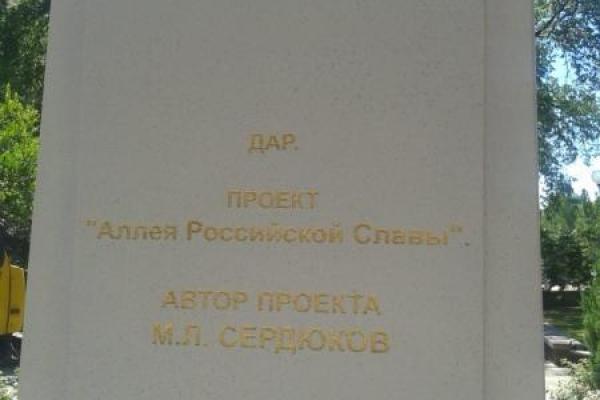 ДАР.
ПРОЕКТ
"Аллея Российской Славы"
АВТОР ПРОЕКТА
М.Л. СЕРДЮКОВ